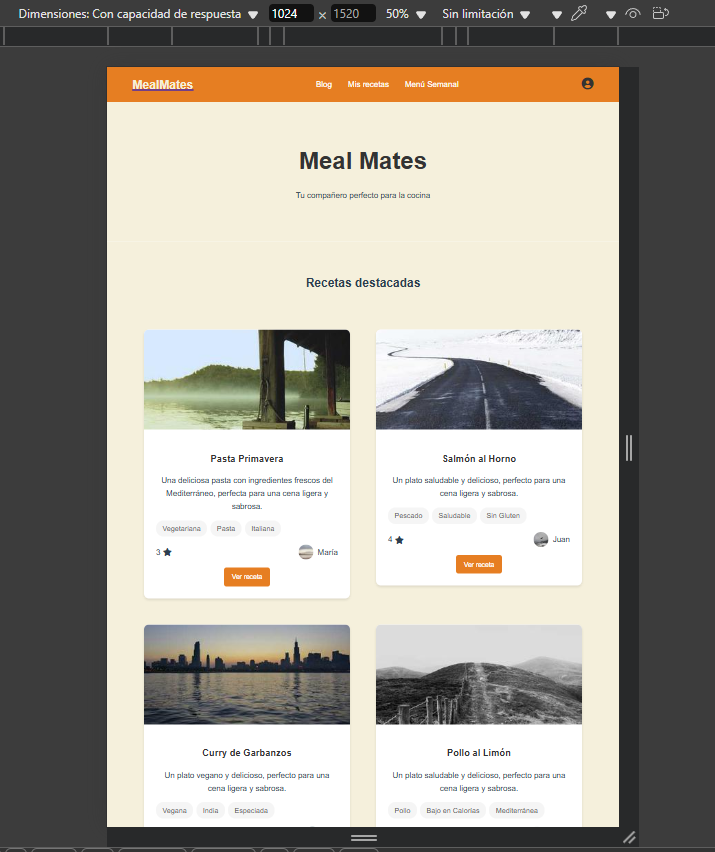 Dimensiones: Con capacidad de respuesta 1024 × 1520 50% Sin limitación
MealMates Blog Mis recetas Menú Semanal
Meal Mates
Tu compañero perfecto para la cocina
Recetas destacadas
Pasta Primavera
Una deliciosa pasta con ingredientes frescos del
Mediterráneo, perfecta para una cena ligera y
sabrosa.
Vegetariana Pasta Italiana
3 María
Ver receta
Salmón al Horno
Un plato saludable y delicioso, perfecto para una
cena ligera y sabrosa.
Pescado Saludable Sin Gluten
4 Juan
Ver receta
Curry de Garbanzos
Un plato vegano y delicioso, perfecto para una
cena ligera y sabrosa.
Vegana India Especiada
Pollo al Limón
Un plato saludable y delicioso, perfecto para una
cena ligera y sabrosa.
Pollo Bajo en Calorías Mediterránea